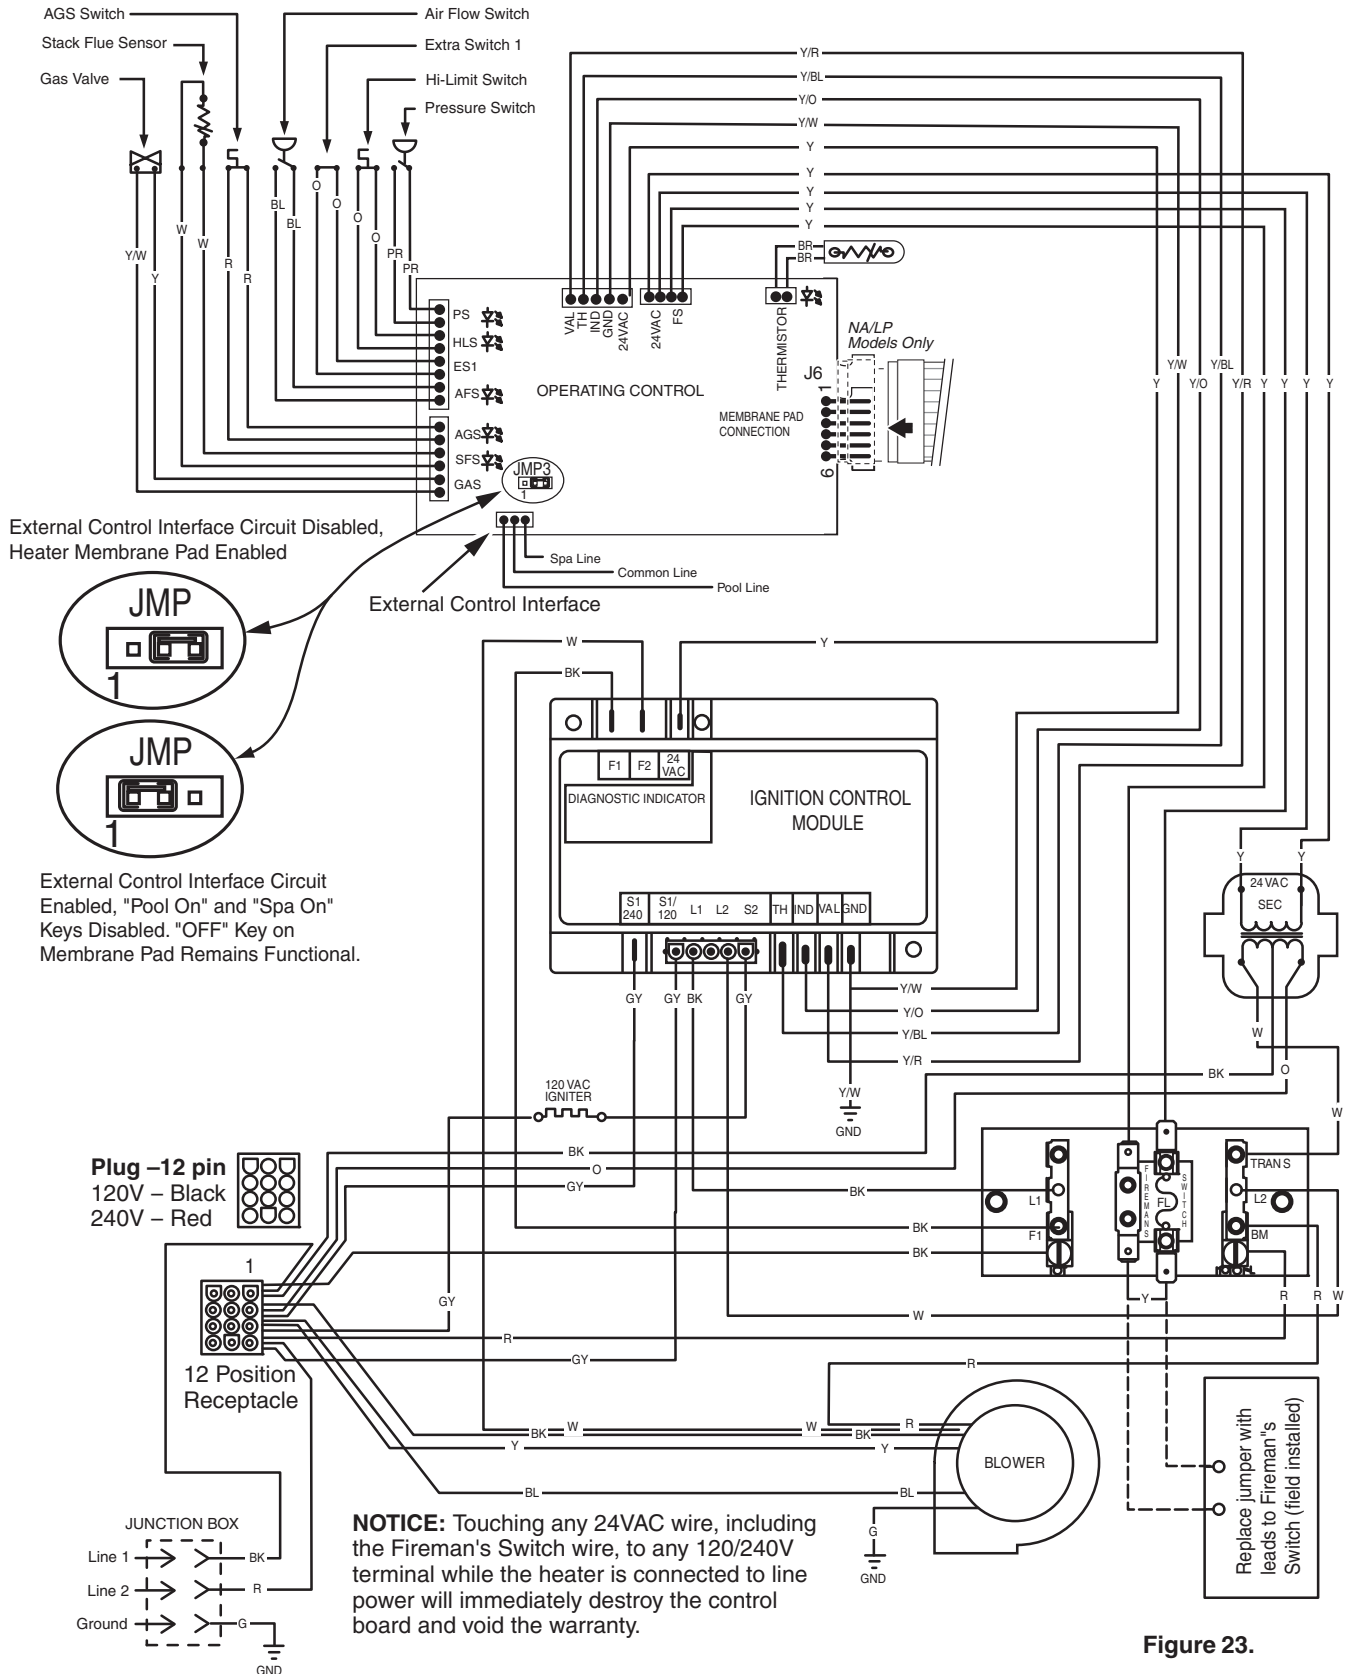 AGS Switch
Stack Flue Sensor
Gas Valve
Air Flow Switch
Extra Switch 1
Hi-Limit Switch
Pressure Switch
Y/R
Y/BL
Y/O
Y/W
Y
Y
Y
Y
Y
BR
BR
O
O
O
O
BL
BL
W
W
Y/W
Y
R
R
PR
PR
PS
HLS
ES1
AFS
AGS
SFS
GAS
VAL
TH
IND
GND
24VAC
24VAC
FS
THERMISTOR
OPERATING CONTROL
NA/LP
Models Only
J6
1
6
MEMBRANE PAD
CONNECTION
JMP3
1
Y
Y/W
Y/O
Y/BL
Y/R
Y
Y
Y
Y
External Control Interface Circuit Disabled,
Heater Membrane Pad Enabled
JMP
1
JMP
1
External Control Interface Circuit
Enabled, "Pool On" and "Spa On"
Keys Disabled. "OFF" Key on
Membrane Pad Remains Functional.
Spa Line
Common Line
Pool Line
External Control Interface
W
BK
Y
F1
F2
24
VAC
DIAGNOSTIC INDICATOR
IGNITION CONTROL
MODULE
S1
240
S1/
120
L1
L2
S2
TH
IND
VAL
GND
GY
GY
BK
GY
Y/W
Y/O
Y/BL
Y/R
Y/W
GND
Y
Y
24 VAC
SEC
W
O
BK
W
120 VAC
IGNITER
BK
O
GY
BK
BK
BK
Plug –12 pin
120V – Black
240V – Red
1
12 Position
Receptacle
GY
R
GY
W
L1
F1
FIREMANS
FL
SWITCH
TRANS
L2
BM
Y
R
R
W
R
W
BK
Y
BL
W
BK
Y
R
BL
BLOWER
G
GND
Replace jumper with
leads to Fireman"s
Switch (field installed)
JUNCTION BOX
Line 1
Line 2
Ground
BK
R
G
GND
NOTICE: Touching any 24VAC wire, including
the Fireman's Switch wire, to any 120/240V
terminal while the heater is connected to line
power will immediately destroy the control
board and void the warranty.
Figure 23.